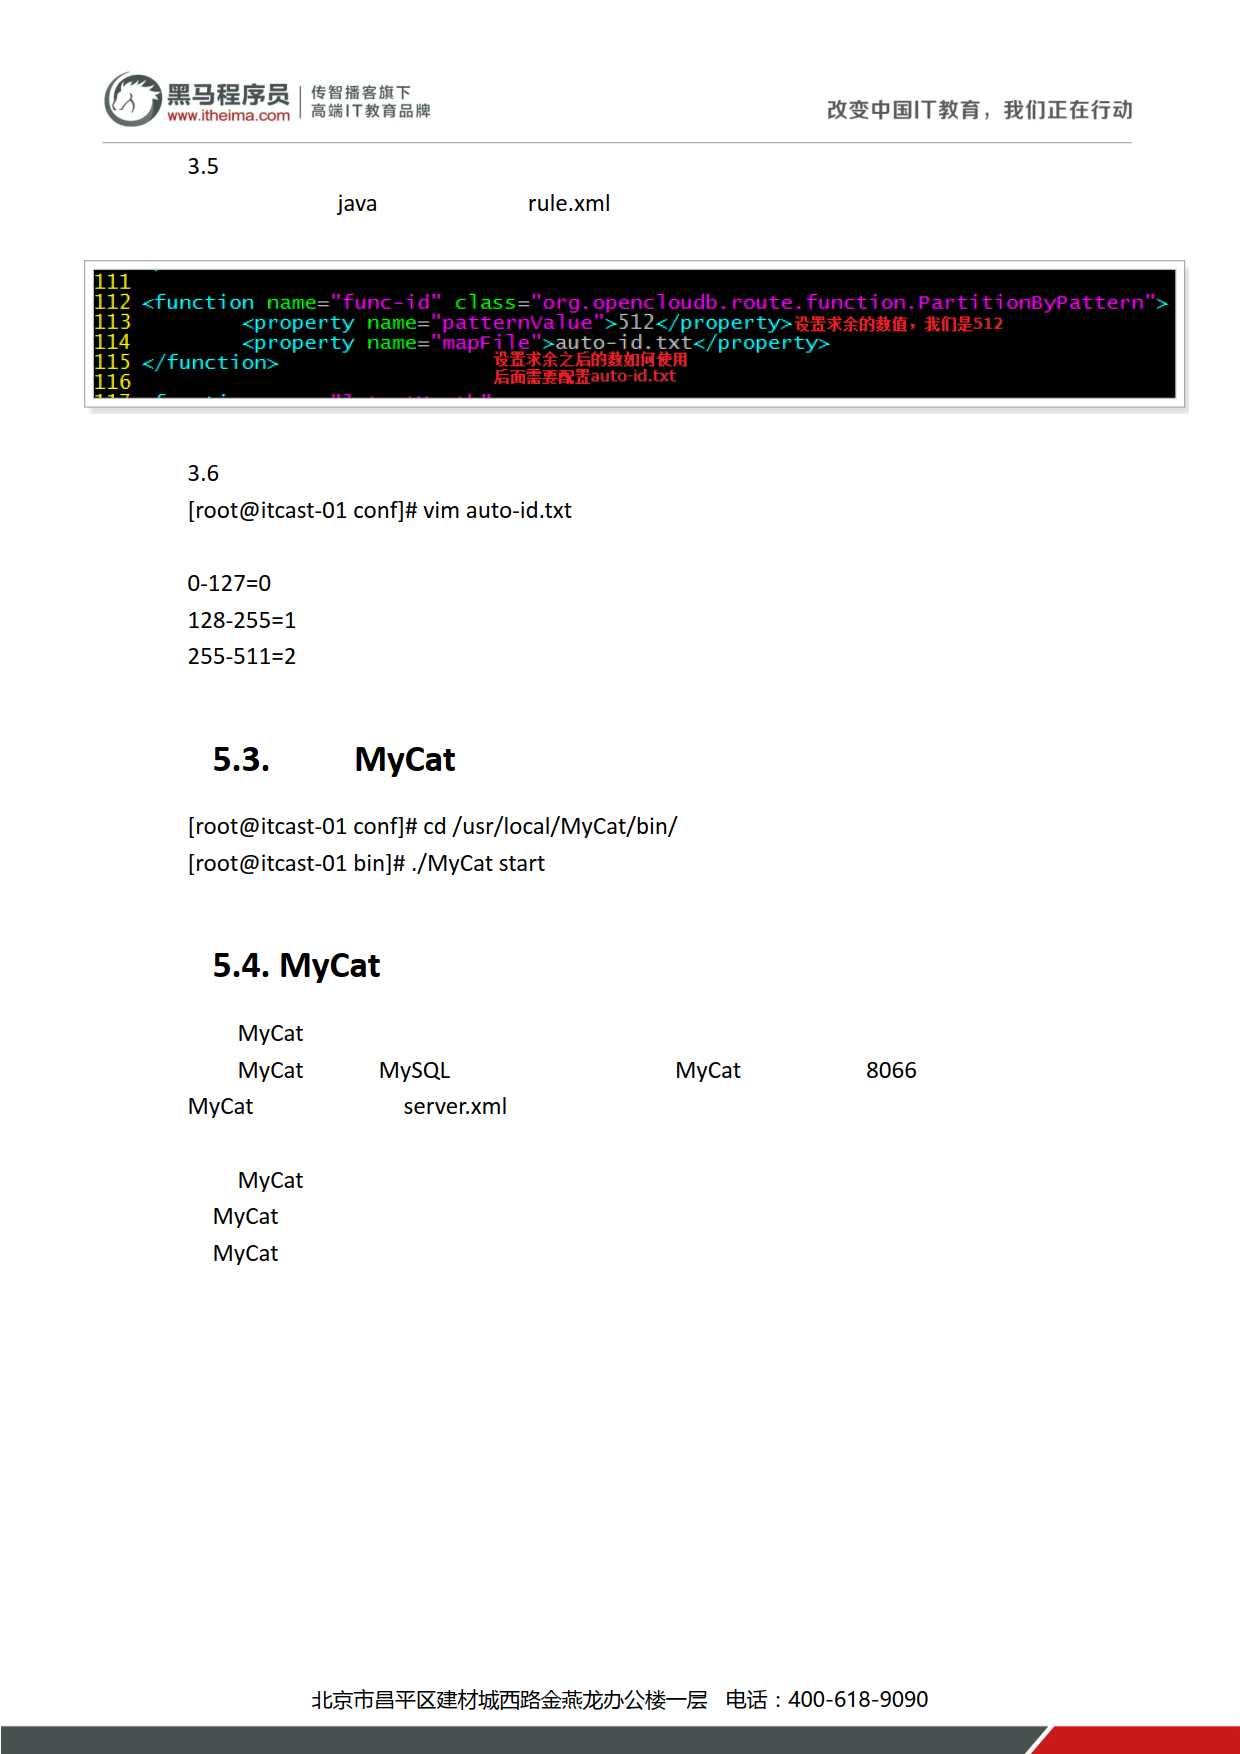 黑马程序员
www.itheima.com
传智播客旗下
高端IT教育品牌
改变中国IT教育，我们正在行动
3.5
java rule.xml
111
112 <function name="func-id" class="org.opencloudb.route.function.PartitionByPattern">
113 <property name="patternValue">512</property>设置求余的数值，我们是512
114 <property name="mapFile">auto-id.txt</property>
115 </function> 设置求余之后的数如何使用
116 后面需要配置auto-id.txt
3.6
[root@itcast-01 conf]# vim auto-id.txt
0-127=0
128-255=1
255-511=2
5.3. MyCat
[root@itcast-01 conf]# cd /usr/local/MyCat/bin/
[root@itcast-01 bin]# ./MyCat start
5.4. MyCat
MyCat
MyCat MySQL MyCat 8066
MyCat server.xml
MyCat
MyCat
MyCat
北京市昌平区建材城西路金燕龙办公楼一层 电话：400-618-9090